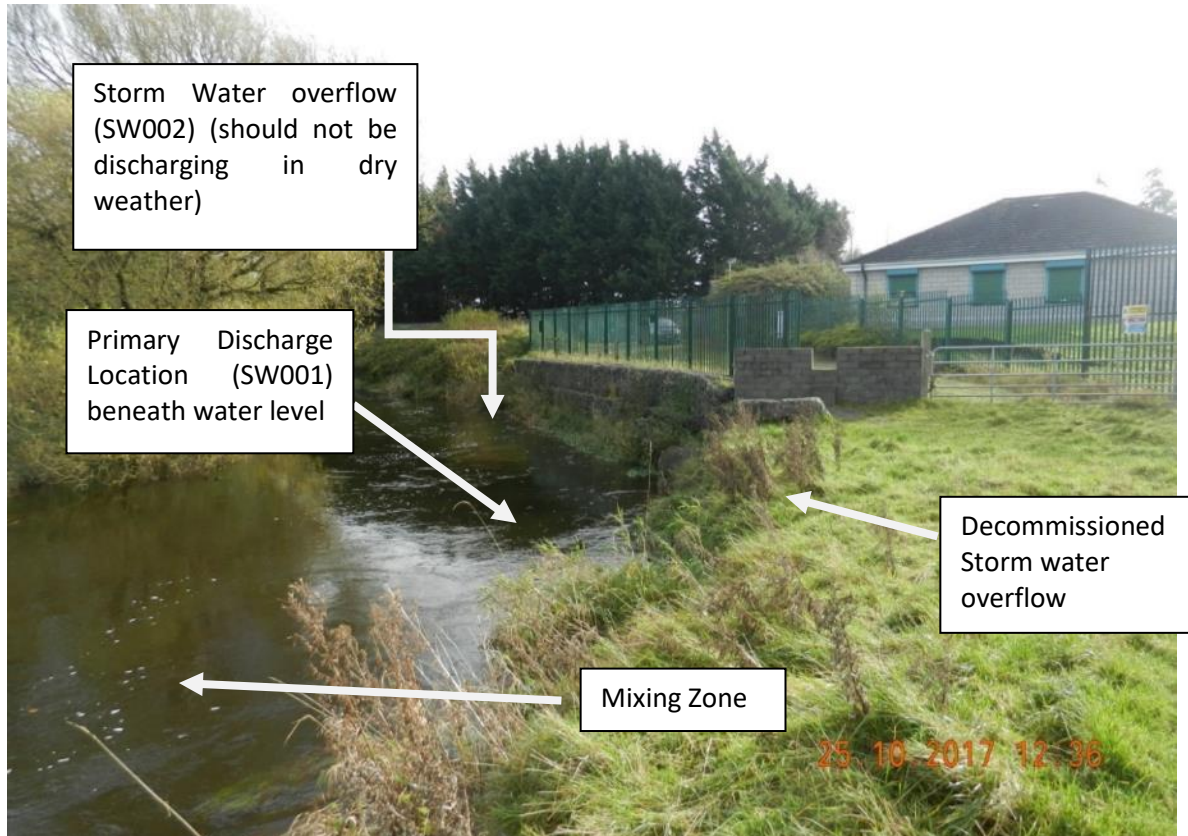 Storm Water overflow
(SW002) (should not be
discharging in dry
weather)
Primary Discharge
Location (SW001)
beneath water level
Decommissioned
Storm water
overflow
Mixing Zone
25.10.2017 12:36